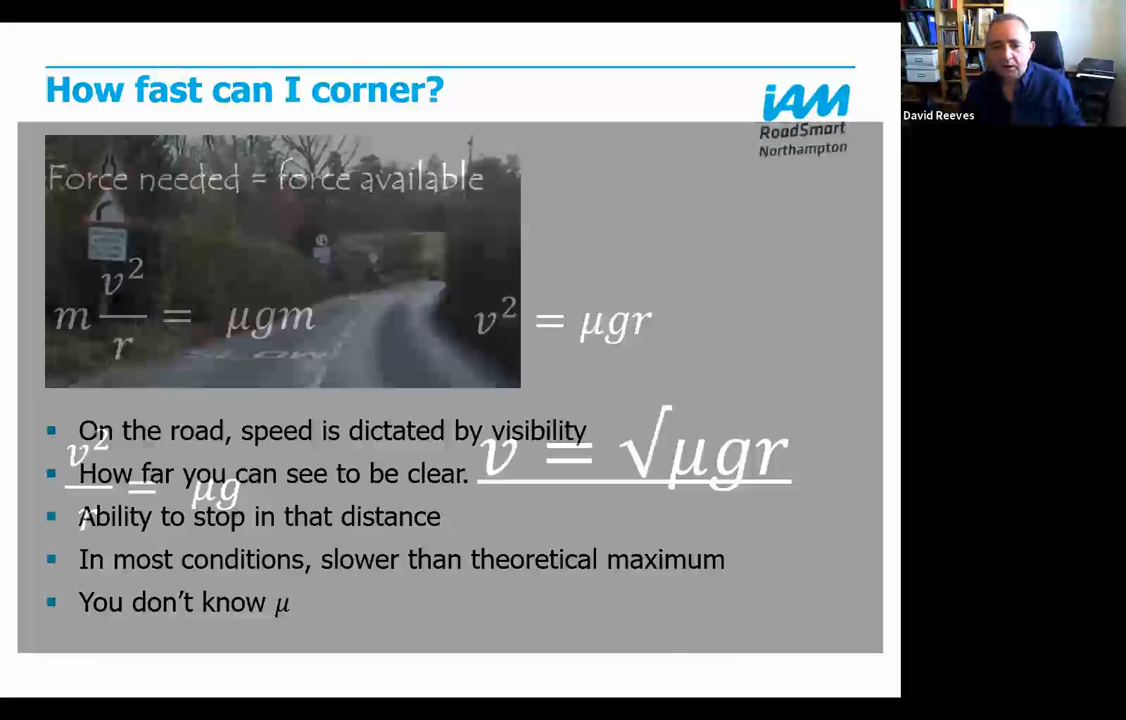 How fast can I corner?
iAM
RoadSmart
Northampton
David Reeves
Force needed = force available
m v²/r = μgm
v² = μgr
SLOW
On the road, speed is dictated by visibility
v²/r = μg
v = √μgr
How far you can see to be clear.
Ability to stop in that distance
In most conditions, slower than theoretical maximum
You don't know μ